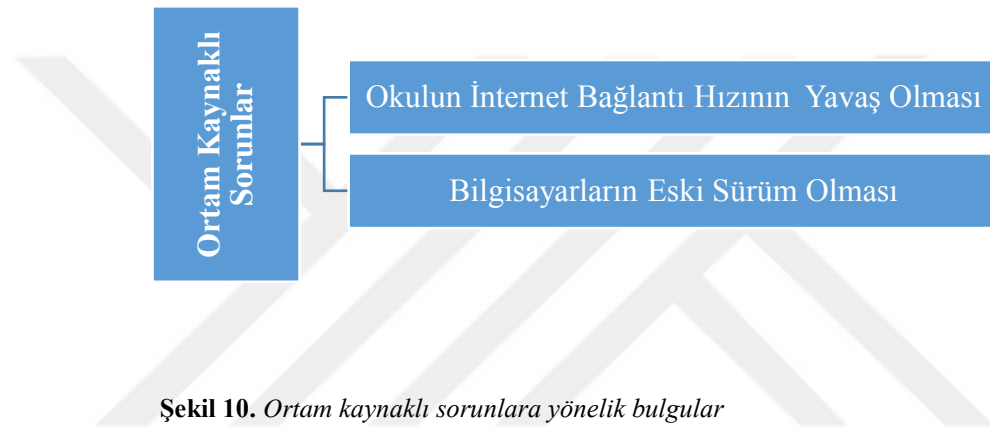 Ortam Kaynaklı
Sorunlar
Okulun İnternet Bağlantı Hızının  Yavaş Olması
Bilgisayarların Eski Sürüm Olması
Şekil 10. Ortam kaynaklı sorunlara yönelik bulgular